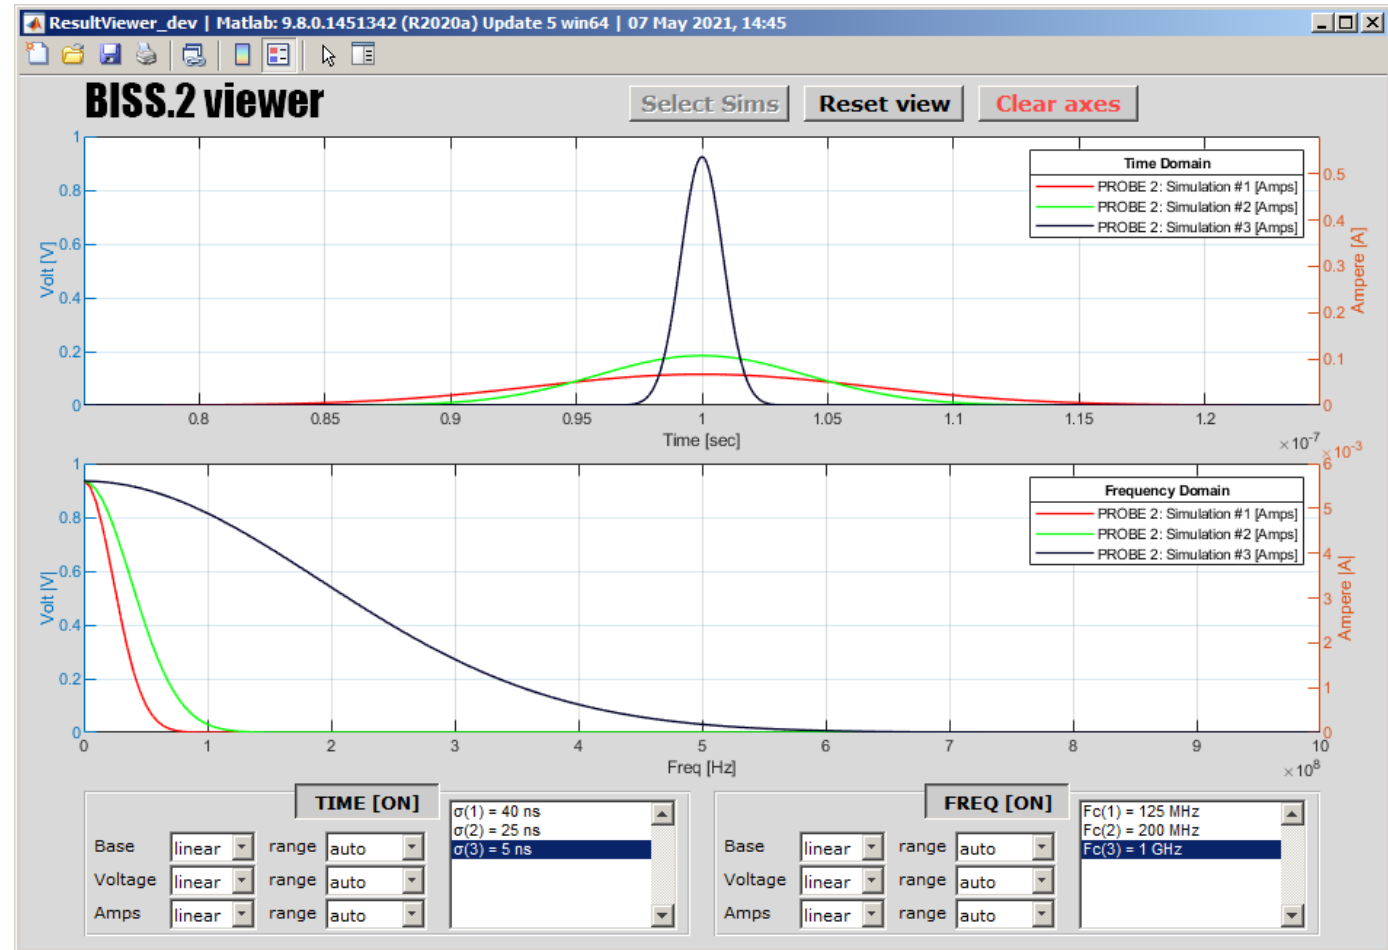 ResultViewer_dev | Matlab: 9.8.0.1451342 (R2020a) Update 5 win64 | 07 May 2021, 14:45
BISS.2 viewer
Select Sims Reset view Clear axes
1
0.8
0.6
0.4
0.2
0
Volt [V]
Time Domain
PROBE 2: Simulation #1 [Amps]
PROBE 2: Simulation #2 [Amps]
PROBE 2: Simulation #3 [Amps]
0.5
0.4
0.3
0.2
0.1
0
Ampere [A]
0.8 0.85 0.9 0.95 1 1.05 1.1 1.15 1.2
Time [sec]
×10-7
1
0.8
0.6
0.4
0.2
0
Volt |V|
Frequency Domain
PROBE 2: Simulation #1 [Amps]
PROBE 2: Simulation #2 [Amps]
PROBE 2: Simulation #3 [Amps]
×10-3
6
5
4
3
2
1
0
Ampere |A|
0 1 2 3 4 5 6 7 8 9 10
Freq [Hz]
×108
TIME [ON]
Base linear range auto
Voltage linear range auto
Amps linear range auto
σ(1) = 40 ns
σ(2) = 25 ns
σ(3) = 5 ns
FREQ [ON]
Base linear range auto
Voltage linear range auto
Amps linear range auto
Fc(1) = 125 MHz
Fc(2) = 200 MHz
Fc(3) = 1 GHz